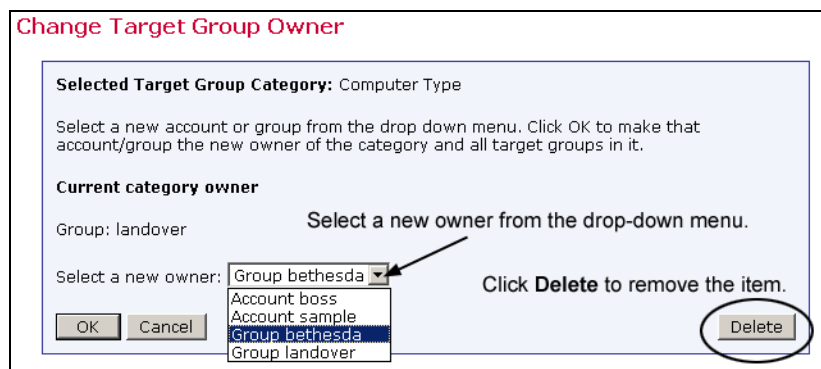 Change Target Group Owner
Selected Target Group Category: Computer Type
Select a new account or group from the drop down menu. Click OK to make that
account/group the new owner of the category and all target groups in it.
Current category owner
Group: landover
Select a new owner from the drop-down menu.
Select a new owner: Group bethesda
Click Delete to remove the item.
Account boss
Account sample
Group bethesda
Group landover
OK Cancel
Delete